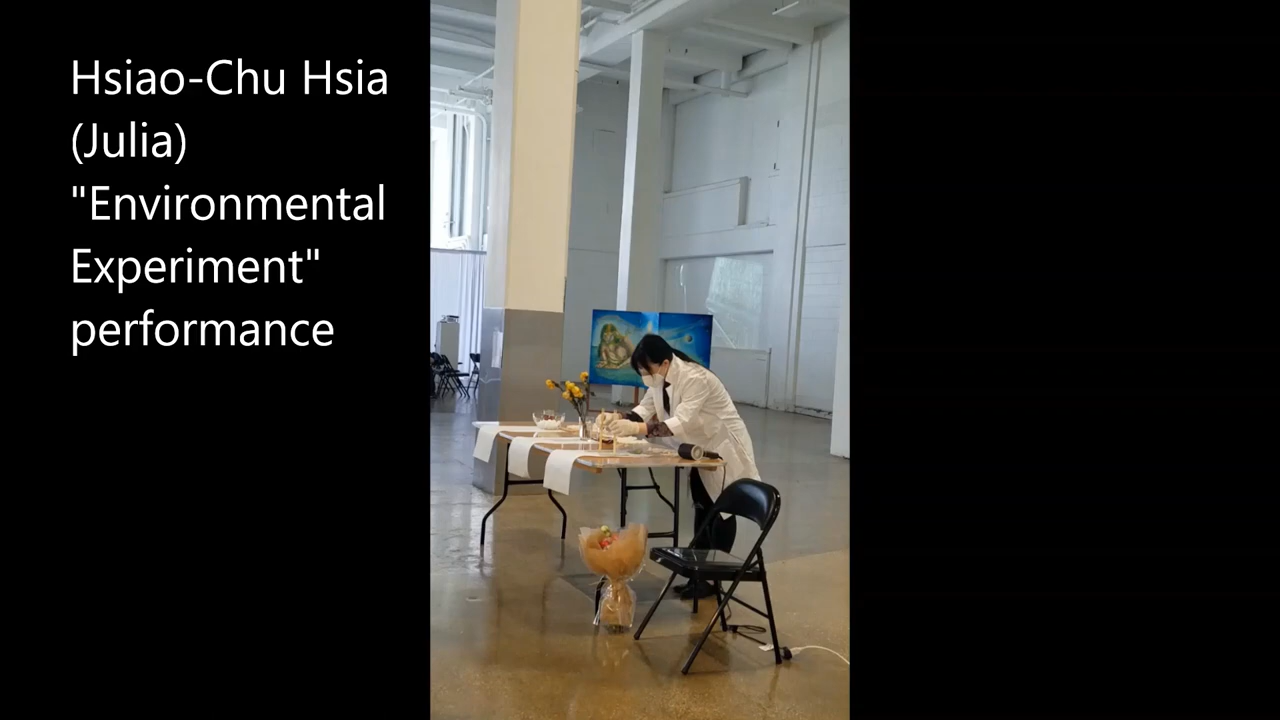 Hsiao-Chu Hsia
(Julia)
"Environmental
Experiment"
performance